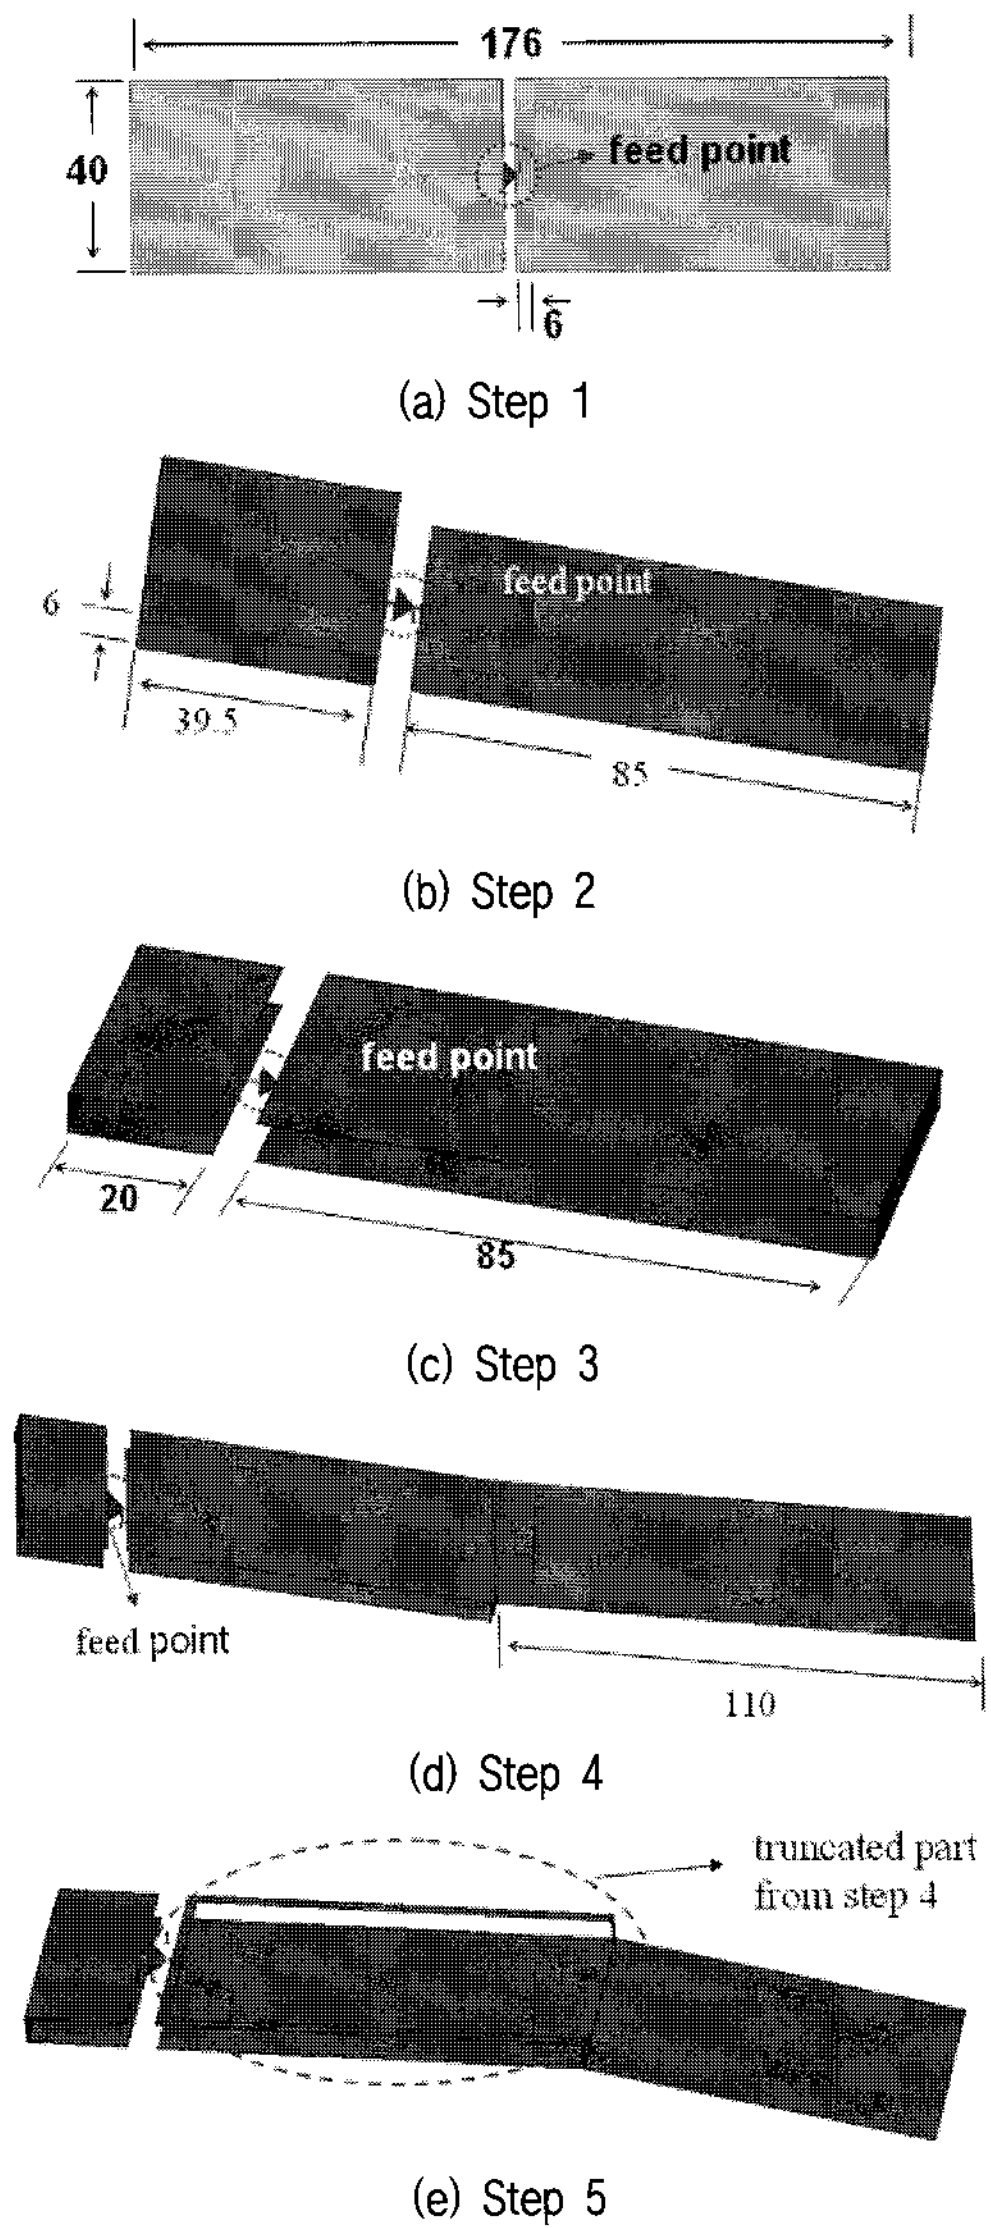 176
40
feed point
6
(a) Step 1
feed point
6
39.5
85
(b) Step 2
feed point
20
85
(c) Step 3
feed point
110
(d) Step 4
truncated part
from step 4
(e) Step 5